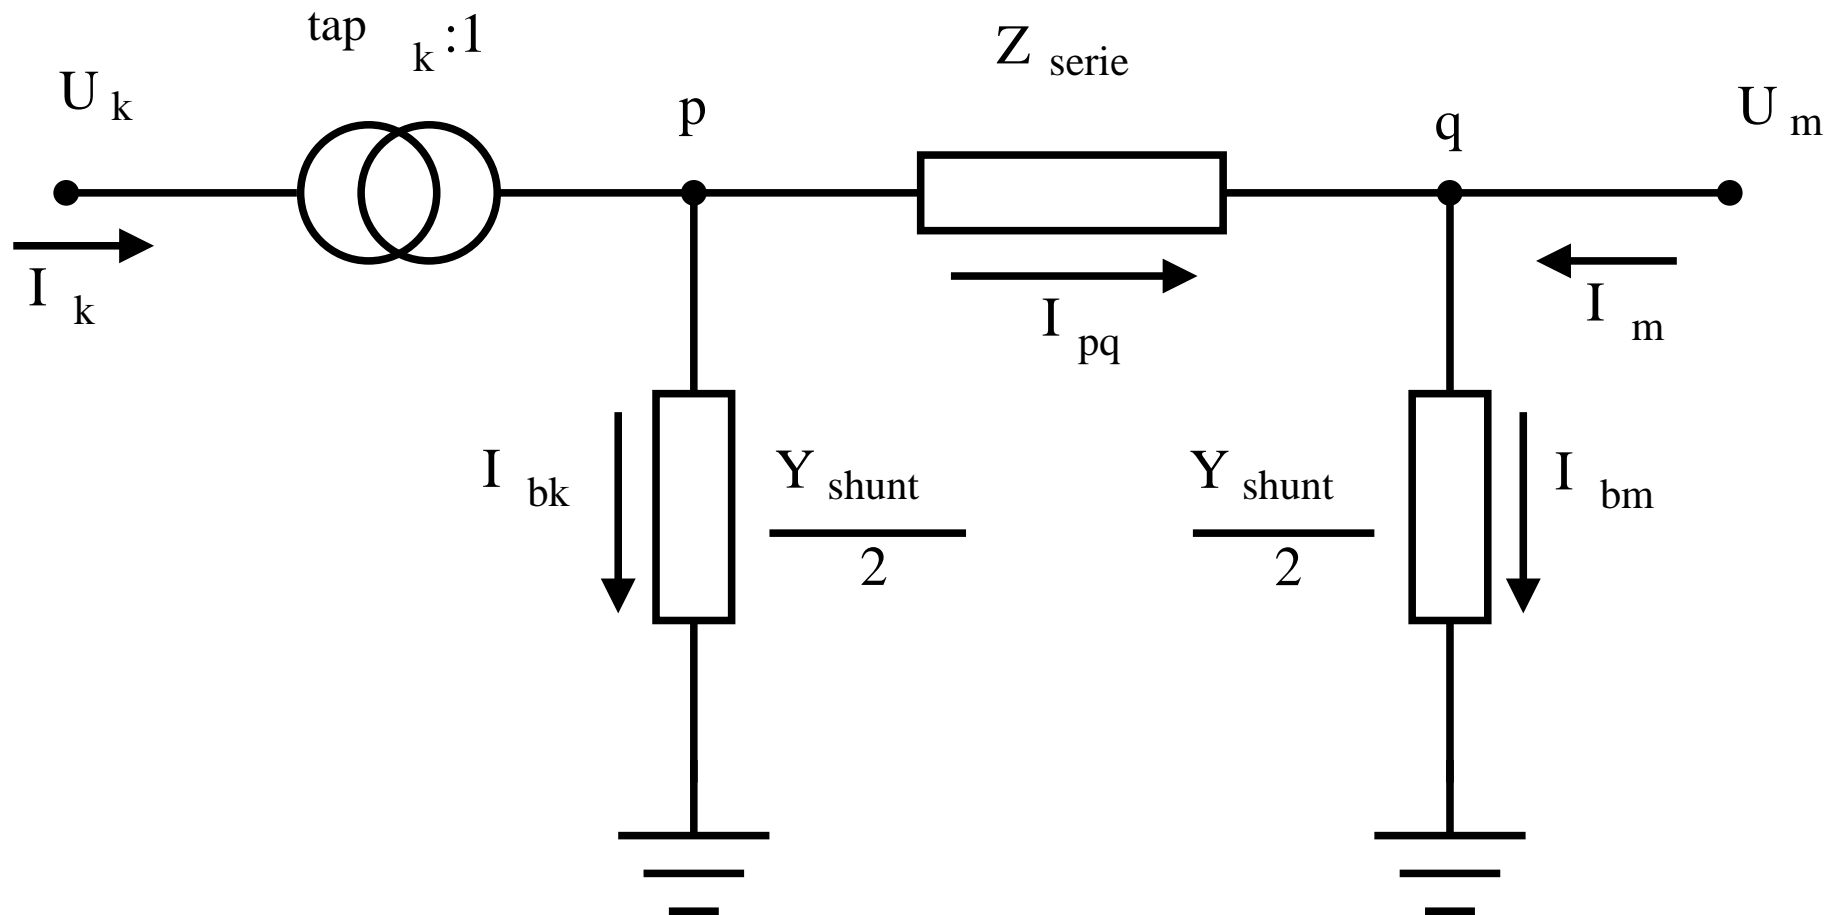 tap k :1
Z serie
U k
p
q
U m
I k
I pq
I m
I bk
Y shunt
2
Y shunt
2
I bm